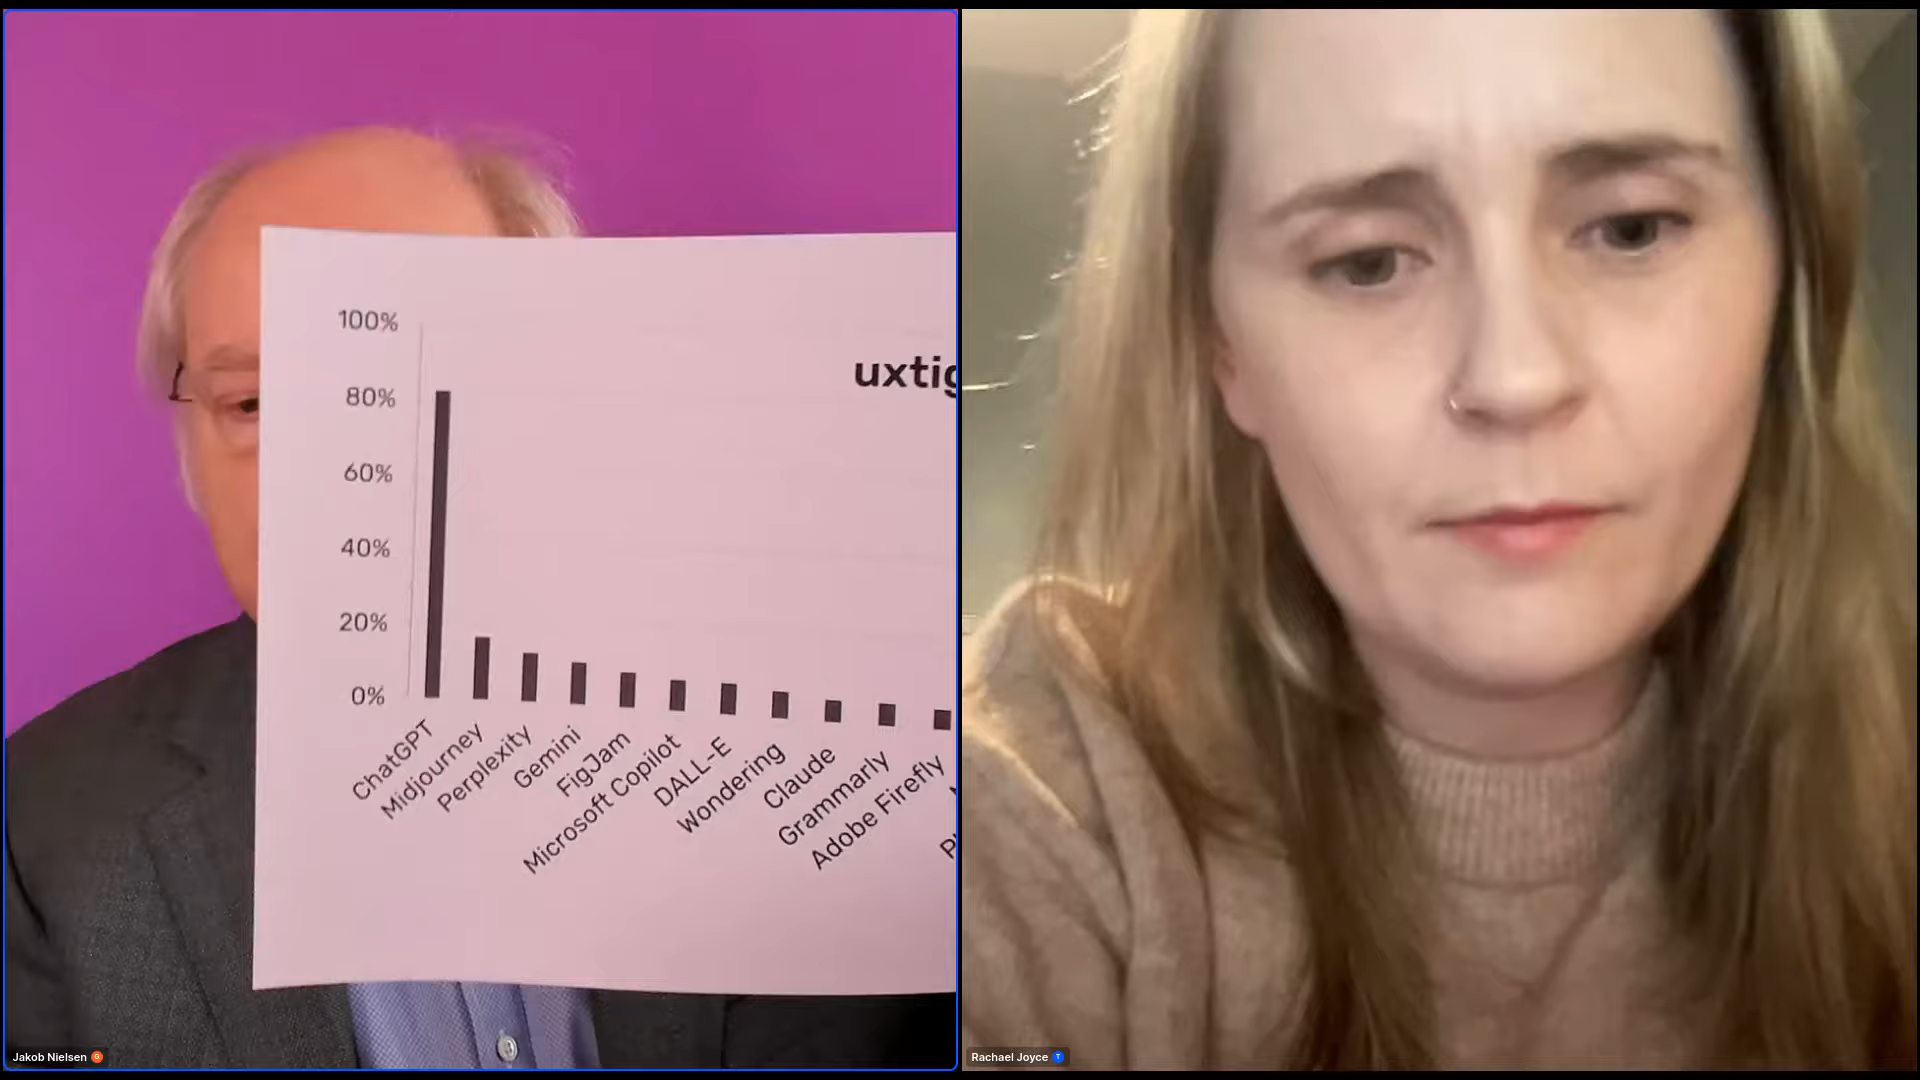 100%
80%
60%
40%
20%
0%
uxtig
ChatGPT
Midjourney
Perplexity
Gemini
FigJam
Microsoft Copilot
DALL-E
Wondering
Claude
Grammarly
Adobe Firefly
Jakob Nielsen G
Rachael Joyce T